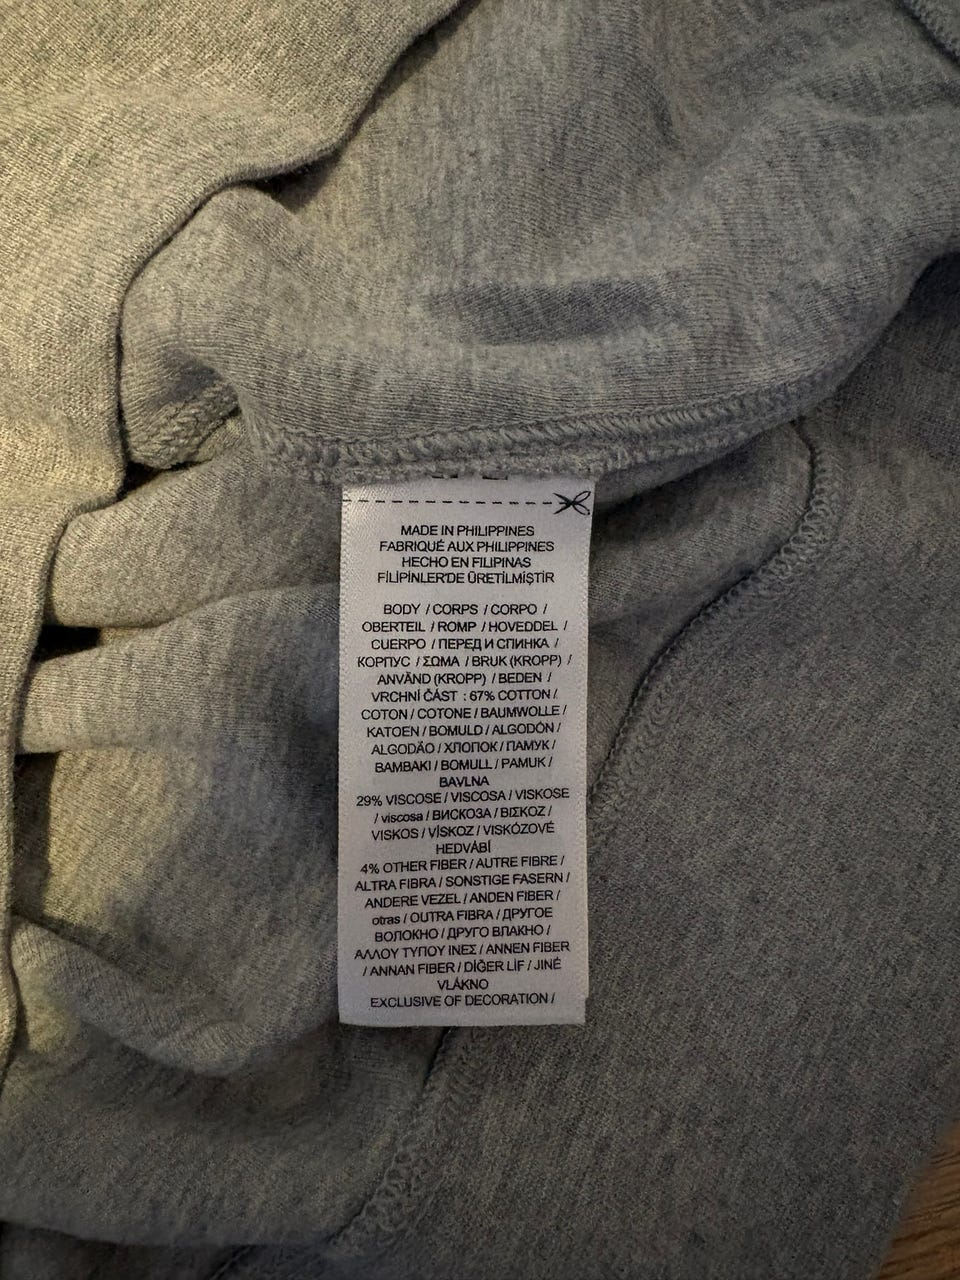 MADE IN PHILIPPINES
FABRIQUÉ AUX PHILIPPINES
HECHO EN FILIPINAS
FİLİPİNLER'DE ÜRETİLMİŞTİR
BODY / CORPS / CORPO /
OBERTEIL / ROMP / HOVEDDEL /
CUERPO / ПЕРЕД И СПИНКА /
КОРПУС / ΣΩΜΑ / BRUK (KROPP) /
ANVÄND (KROPP) / BEDEN /
VRCHNÍ ČÁST : 67% COTTON /
COTON / COTONE / BAUMWOLLE /
KATOEN / BOMULD / ALGODÓN /
ALGODÃO / ХЛОПОК / ПАМУК /
BAMBAKI / BOMULL / PAMUK /
BAVLNA
29% VISCOSE / VISCOSA / VISKOSE
/ viscosa / ВИСКОЗА / ΒΙΣΚΟΖ /
VISKOS / VİSKOZ / VISKÓZOVÉ
HEDVÁBÍ
4% OTHER FIBER / AUTRE FIBRE /
ALTRA FIBRA / SONSTIGE FASERN /
ANDERE VEZEL / ANDEN FIBER /
otras / OUTRA FIBRA / ДРУГОЕ
ВОЛОКНО / ДРУГО ВЛАКНО /
ΑΛΛΟΥ ΤΥΠΟΥ ΙΝΕΣ / ANNEN FIBER
/ ANNAN FIBER / DİĞER LİF / JINÉ
VLÁKNO
EXCLUSIVE OF DECORATION /